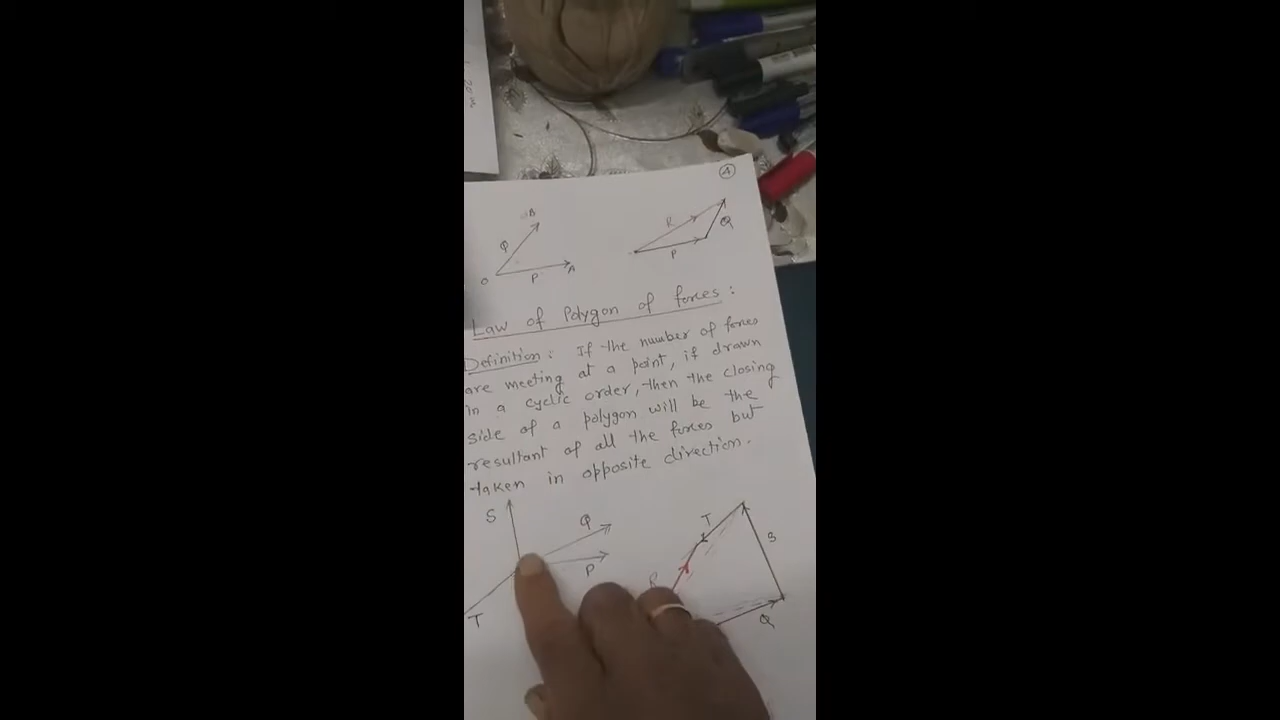 20 m
4
B
Q
O
P
A
R
Q
P
Law of Polygon of forces :
Definition : If the number of forces
are meeting at a point, if drawn
in a cyclic order, then the closing
side of a polygon will be the
resultant of all the forces but
taken in opposite direction.
S
Q
P
T
T
S
R
Q